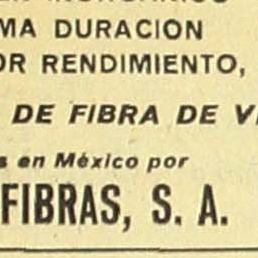 MA DURACION
OR RENDIMIENTO,
DE FIBRA DE V
s en México por
FIBRAS, S. A.